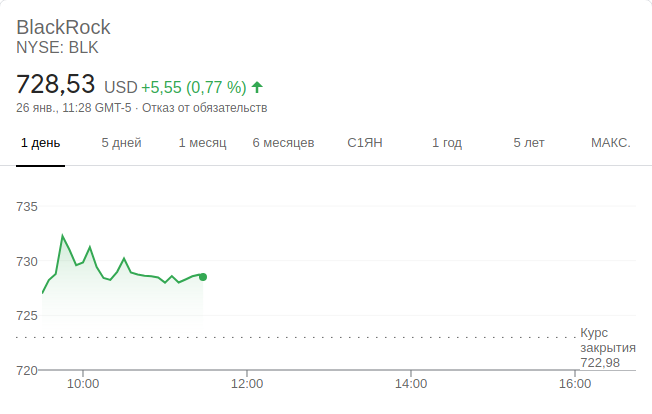 BlackRock
NYSE: BLK
728,53 USD +5,55 (0,77 %)
26 янв., 11:28 GMT-5 · Отказ от обязательств
1 день 5 дней 1 месяц 6 месяцев С1ЯН 1 год 5 лет МАКС.
735
730
725
Курс
закрытия
722,98
720
10:00 12:00 14:00 16:00